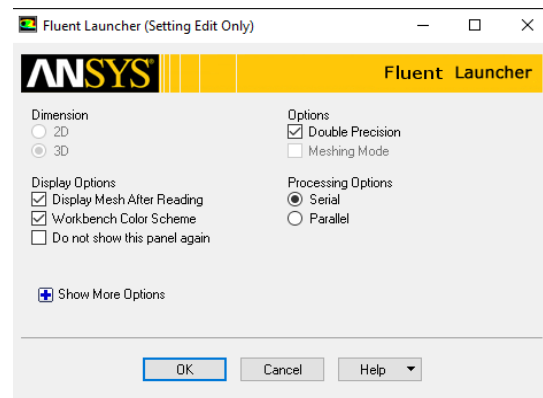 Fluent Launcher (Setting Edit Only)
ANSYS
Fluent Launcher
Dimension
2D
3D
Options
Double Precision
Meshing Mode
Display Options
Display Mesh After Reading
Workbench Color Scheme
Do not show this panel again
Processing Options
Serial
Parallel
Show More Options
OK
Cancel
Help